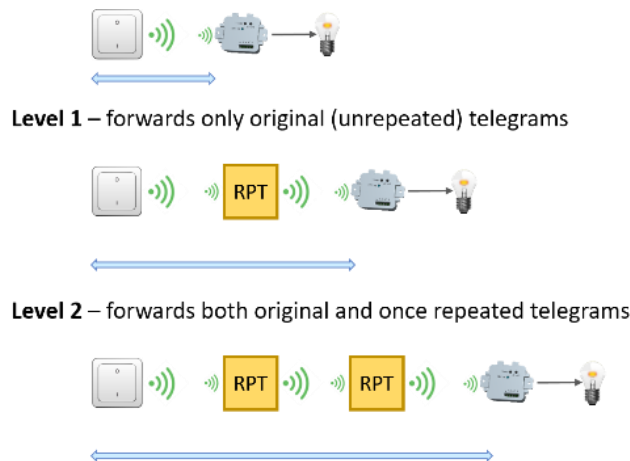 Level 1 – forwards only original (unrepeated) telegrams
RPT
Level 2 – forwards both original and once repeated telegrams
RPT RPT